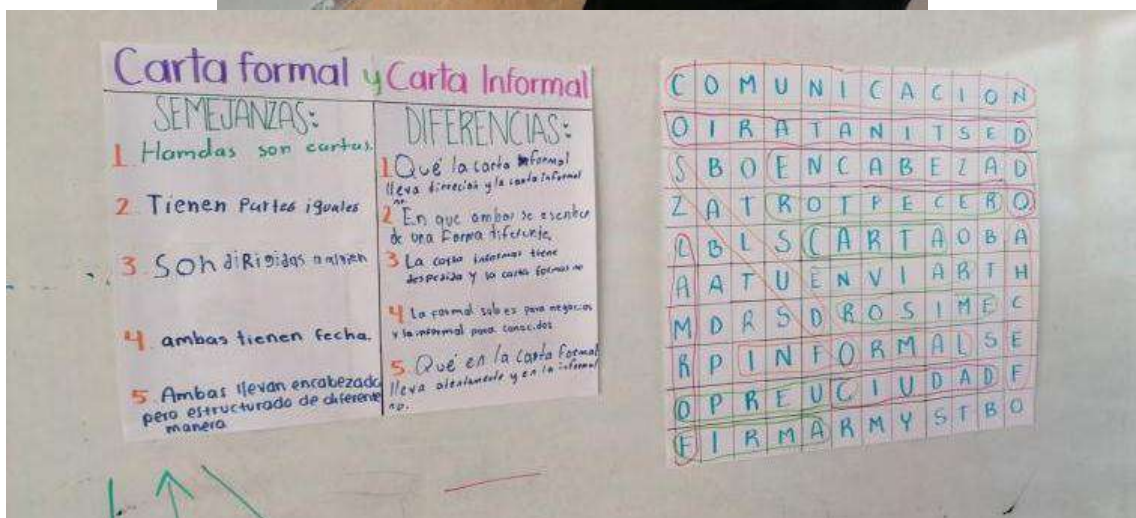 Carta formal y Carta Informal
SEMEJANZAS:
1 Hamdas son cartas.
2. Tienen Partes iguales
3. Son diRigidas a alguien
4. ambas tienen fecha.
5. Ambas llevan encabezado
pero estructurado de diferente
manera
DIFERENCIAS:
1. Qué la carta formal
lleva direccion y la carta informal
no.
2. En que ambas se escriben
de una Forma diferente,
3 La carta informal tiene
despedida y la carta formal no
4 La formal es para negocios
y la informal para conocidos
5. Qué en la carta Formal
lleva atentamente y en la informal
no.
C O M U N I C A C I O N
O I R A T A N I T S E D
S B O E N C A B E Z A D
Z A T R O T P E C E R O
L B L S C A R T A O B A
A A T U E N V I A R T H
M D R S D R O S I M E C
R P I N F O R M A L S E
O P R E U C I U D A D F
F I R M A R M Y S T B O